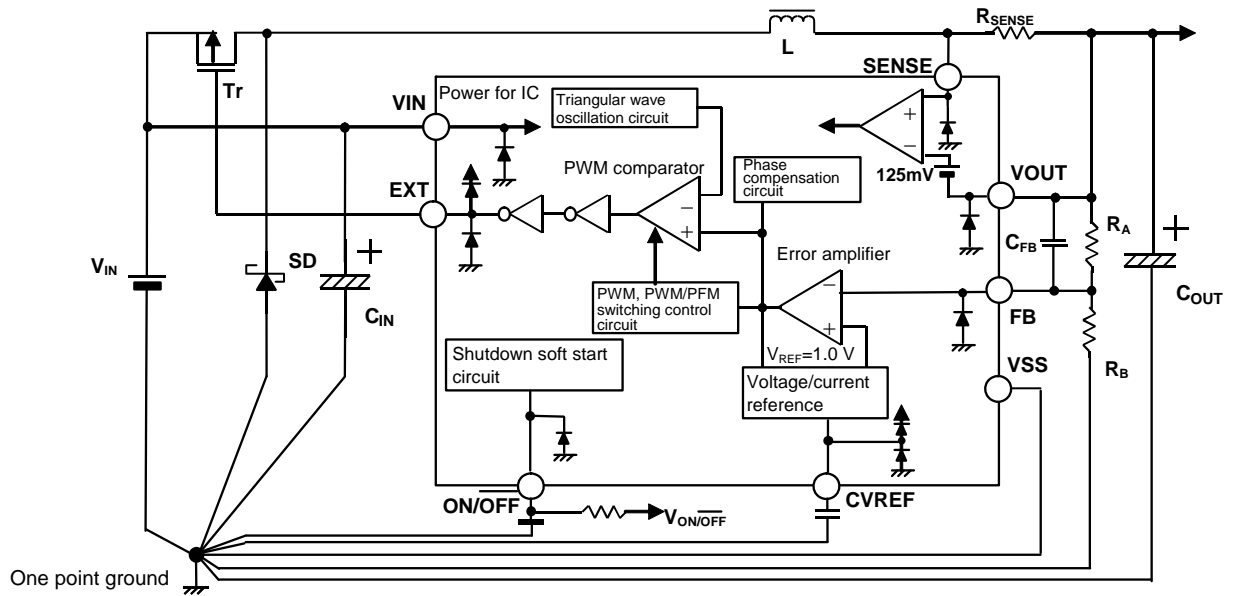 L
RSENSE
SENSE
Tr
VIN
Power for IC
Triangular wave
oscillation circuit
+
−
125mV
PWM comparator
Phase
compensation
circuit
VOUT
EXT
−
+
CFB
RA
+
VIN
SD
+
CIN
Error amplifier
−
+
PWM, PWM/PFM
switching control
circuit
FB
COUT
VREF=1.0 V
Shutdown soft start
circuit
Voltage/current
reference
VSS
RB
ON/OFF
VON/OFF
CVREF
One point ground